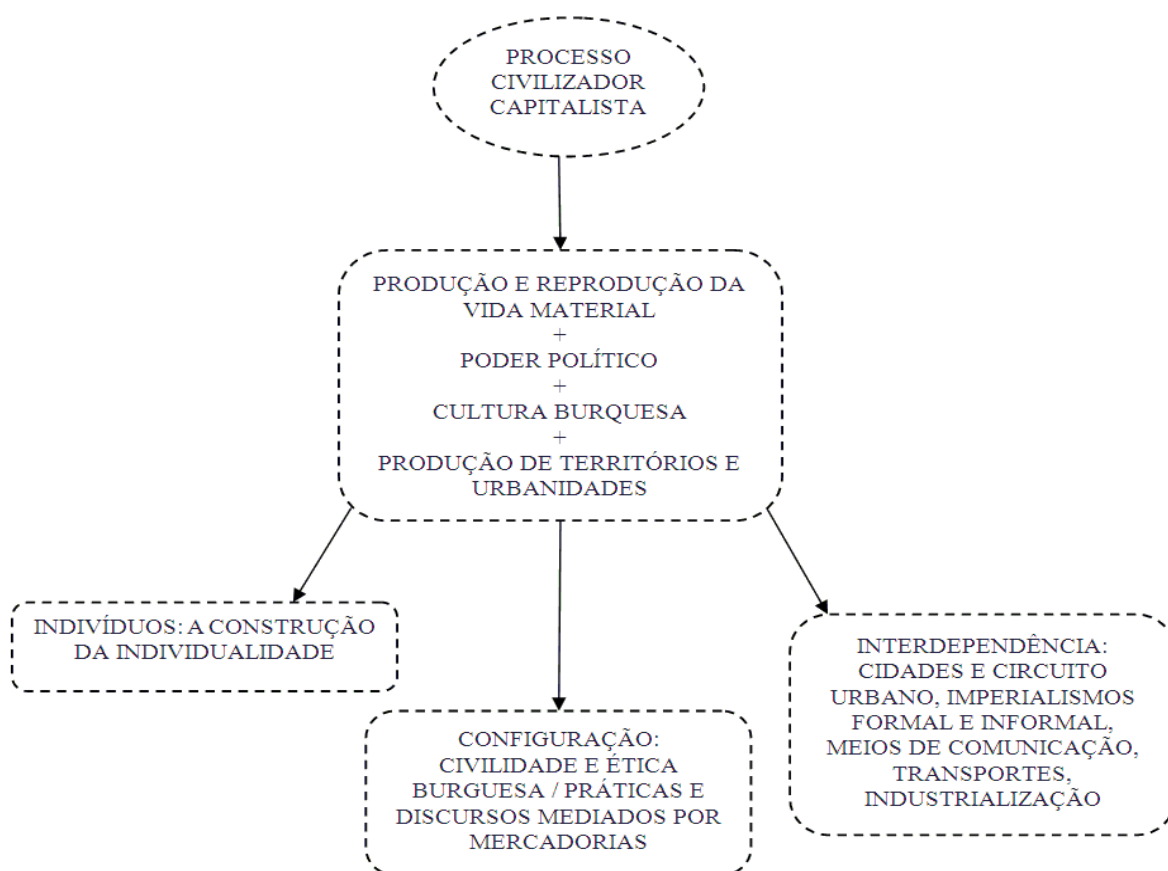 PROCESSO
CIVILIZADOR
CAPITALISTA
PRODUÇÃO E REPRODUÇÃO DA
VIDA MATERIAL
+
PODER POLÍTICO
+
CULTURA BURQUESA
+
PRODUÇÃO DE TERRITÓRIOS E
URBANIDADES
INDIVÍDUOS: A CONSTRUÇÃO
DA INDIVIDUALIDADE
CONFIGURAÇÃO:
CIVILIDADE E ÉTICA
BURGUESA / PRÁTICAS E
DISCURSOS MEDIADOS POR
MERCADORIAS
INTERDEPENDÊNCIA:
CIDADES E CIRCUITO
URBANO, IMPERIALISMOS
FORMAL E INFORMAL,
MEIOS DE COMUNICAÇÃO,
TRANSPORTES,
INDUSTRIALIZAÇÃO